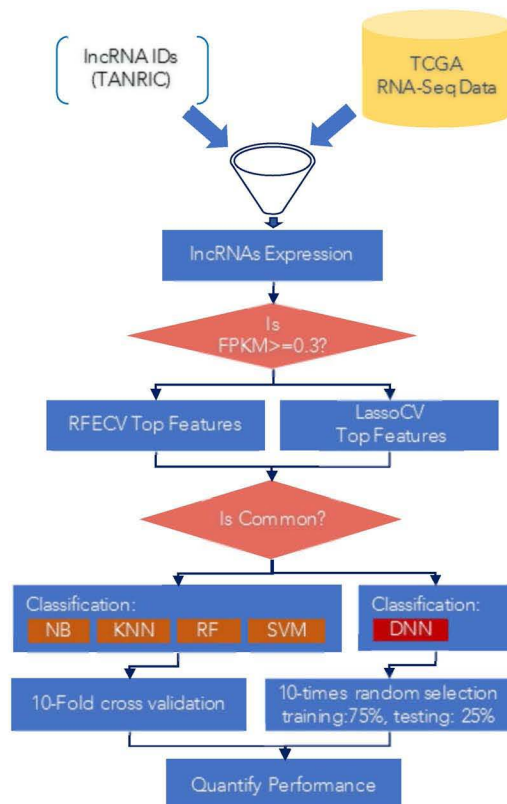 lncRNA IDs
(TANRIC)
TCGA
RNA-Seq Data
lncRNAs Expression
Is
FPKM>=0.3?
RFECV Top Features
LassoCV
Top Features
Is Common?
Classification:
NB KNN RF SVM
Classification:
DNN
10-Fold cross validation
10-times random selection
training:75%, testing: 25%
Quantify Performance